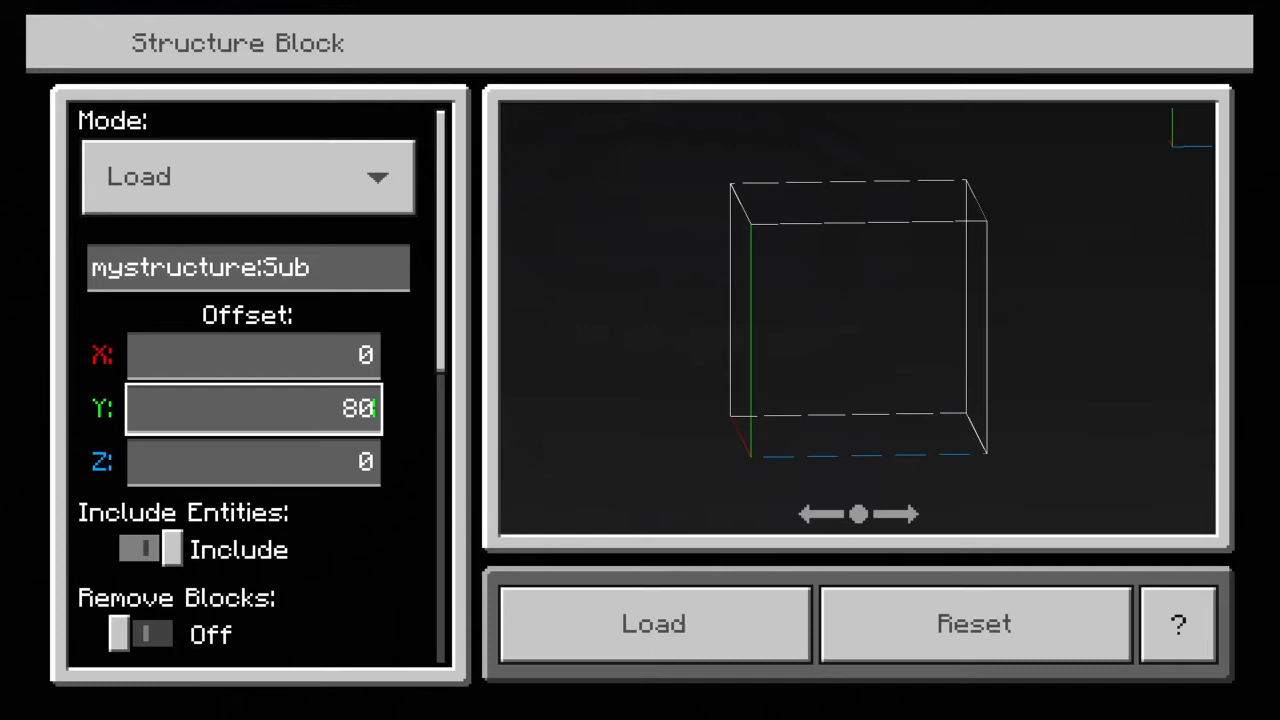 Structure Block
Mode:
Load
mystructure:Sub
Offset:
X: 0
Y: 80
Z: 0
Include Entities:
Include
Remove Blocks:
Off
Load
Reset
?